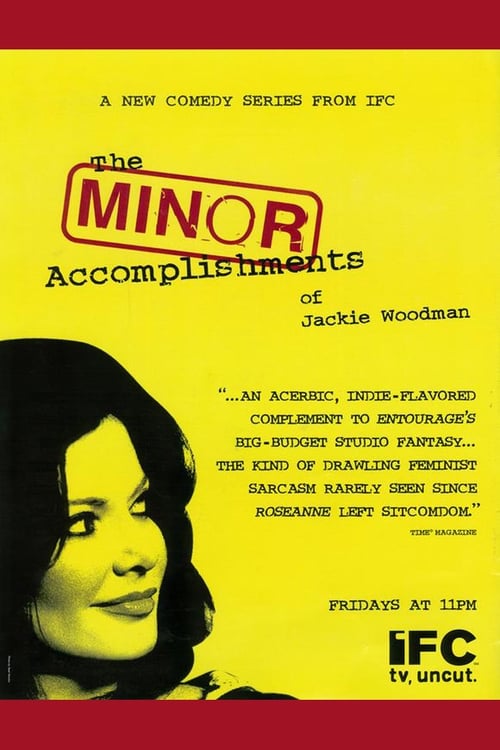 A NEW COMEDY SERIES FROM IFC
The
MINOR
Accomplishments
of
Jackie Woodman
“...AN ACERBIC, INDIE-FLAVORED
COMPLEMENT TO ENTOURAGE’S
BIG-BUDGET STUDIO FANTASY...
THE KIND OF DRAWLING FEMINIST
SARCASM RARELY SEEN SINCE
ROSEANNE LEFT SITCOMDOM.”
TIME® MAGAZINE
FRIDAYS AT 11PM
iFC™
tv, uncut.